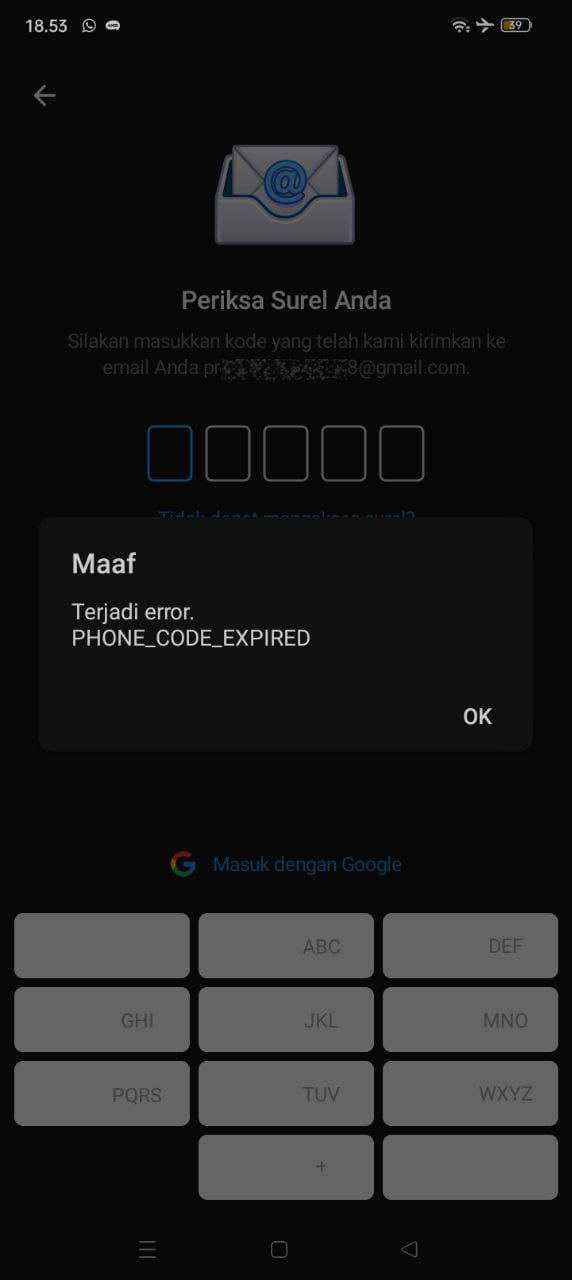 18.53
39
@
Periksa Surel Anda
Silakan masukkan kode yang telah kami kirimkan ke
email Anda pr 8@gmail.com.
Tidak dapat mengakses surel?
Maaf
Terjadi error.
PHONE_CODE_EXPIRED
OK
Masuk dengan Google
ABC
DEF
GHI
JKL
MNO
PQRS
TUV
WXYZ
+